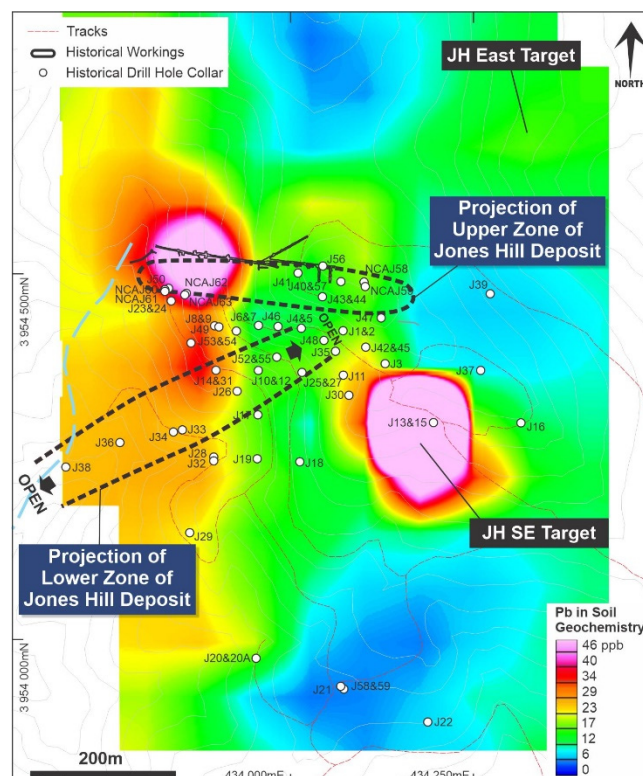 Tracks
Historical Workings
Historical Drill Hole Collar
JH East Target
NORTH
Projection of
Upper Zone of
Jones Hill Deposit
J56
J41
NCAJ58
J50
NCAJ60
NCAJ62
J40&57
NCAJ59
NCAJ61
NCAJ63
J43&44
J39
3 954 500mN
J23&24
J47
J8&9
J6&7
J46
J4&5
J49
OPEN
J1&2
J53&54
J48
J52&55
J35
J42&45
J3
J14&31
J10&12
J25&27
J11
J37
J26
J30
J13&15
J16
J34
J33
J36
J28
J19
J18
J38
J32
OPEN
JH SE Target
J29
Projection of
Lower Zone of
Jones Hill Deposit
Pb in Soil
Geochemistry
46 ppb
40
34
29
23
17
12
6
0
3 954 000mN
J20&20A
J21
J58&59
J22
200m
434 000mE
434 250mE